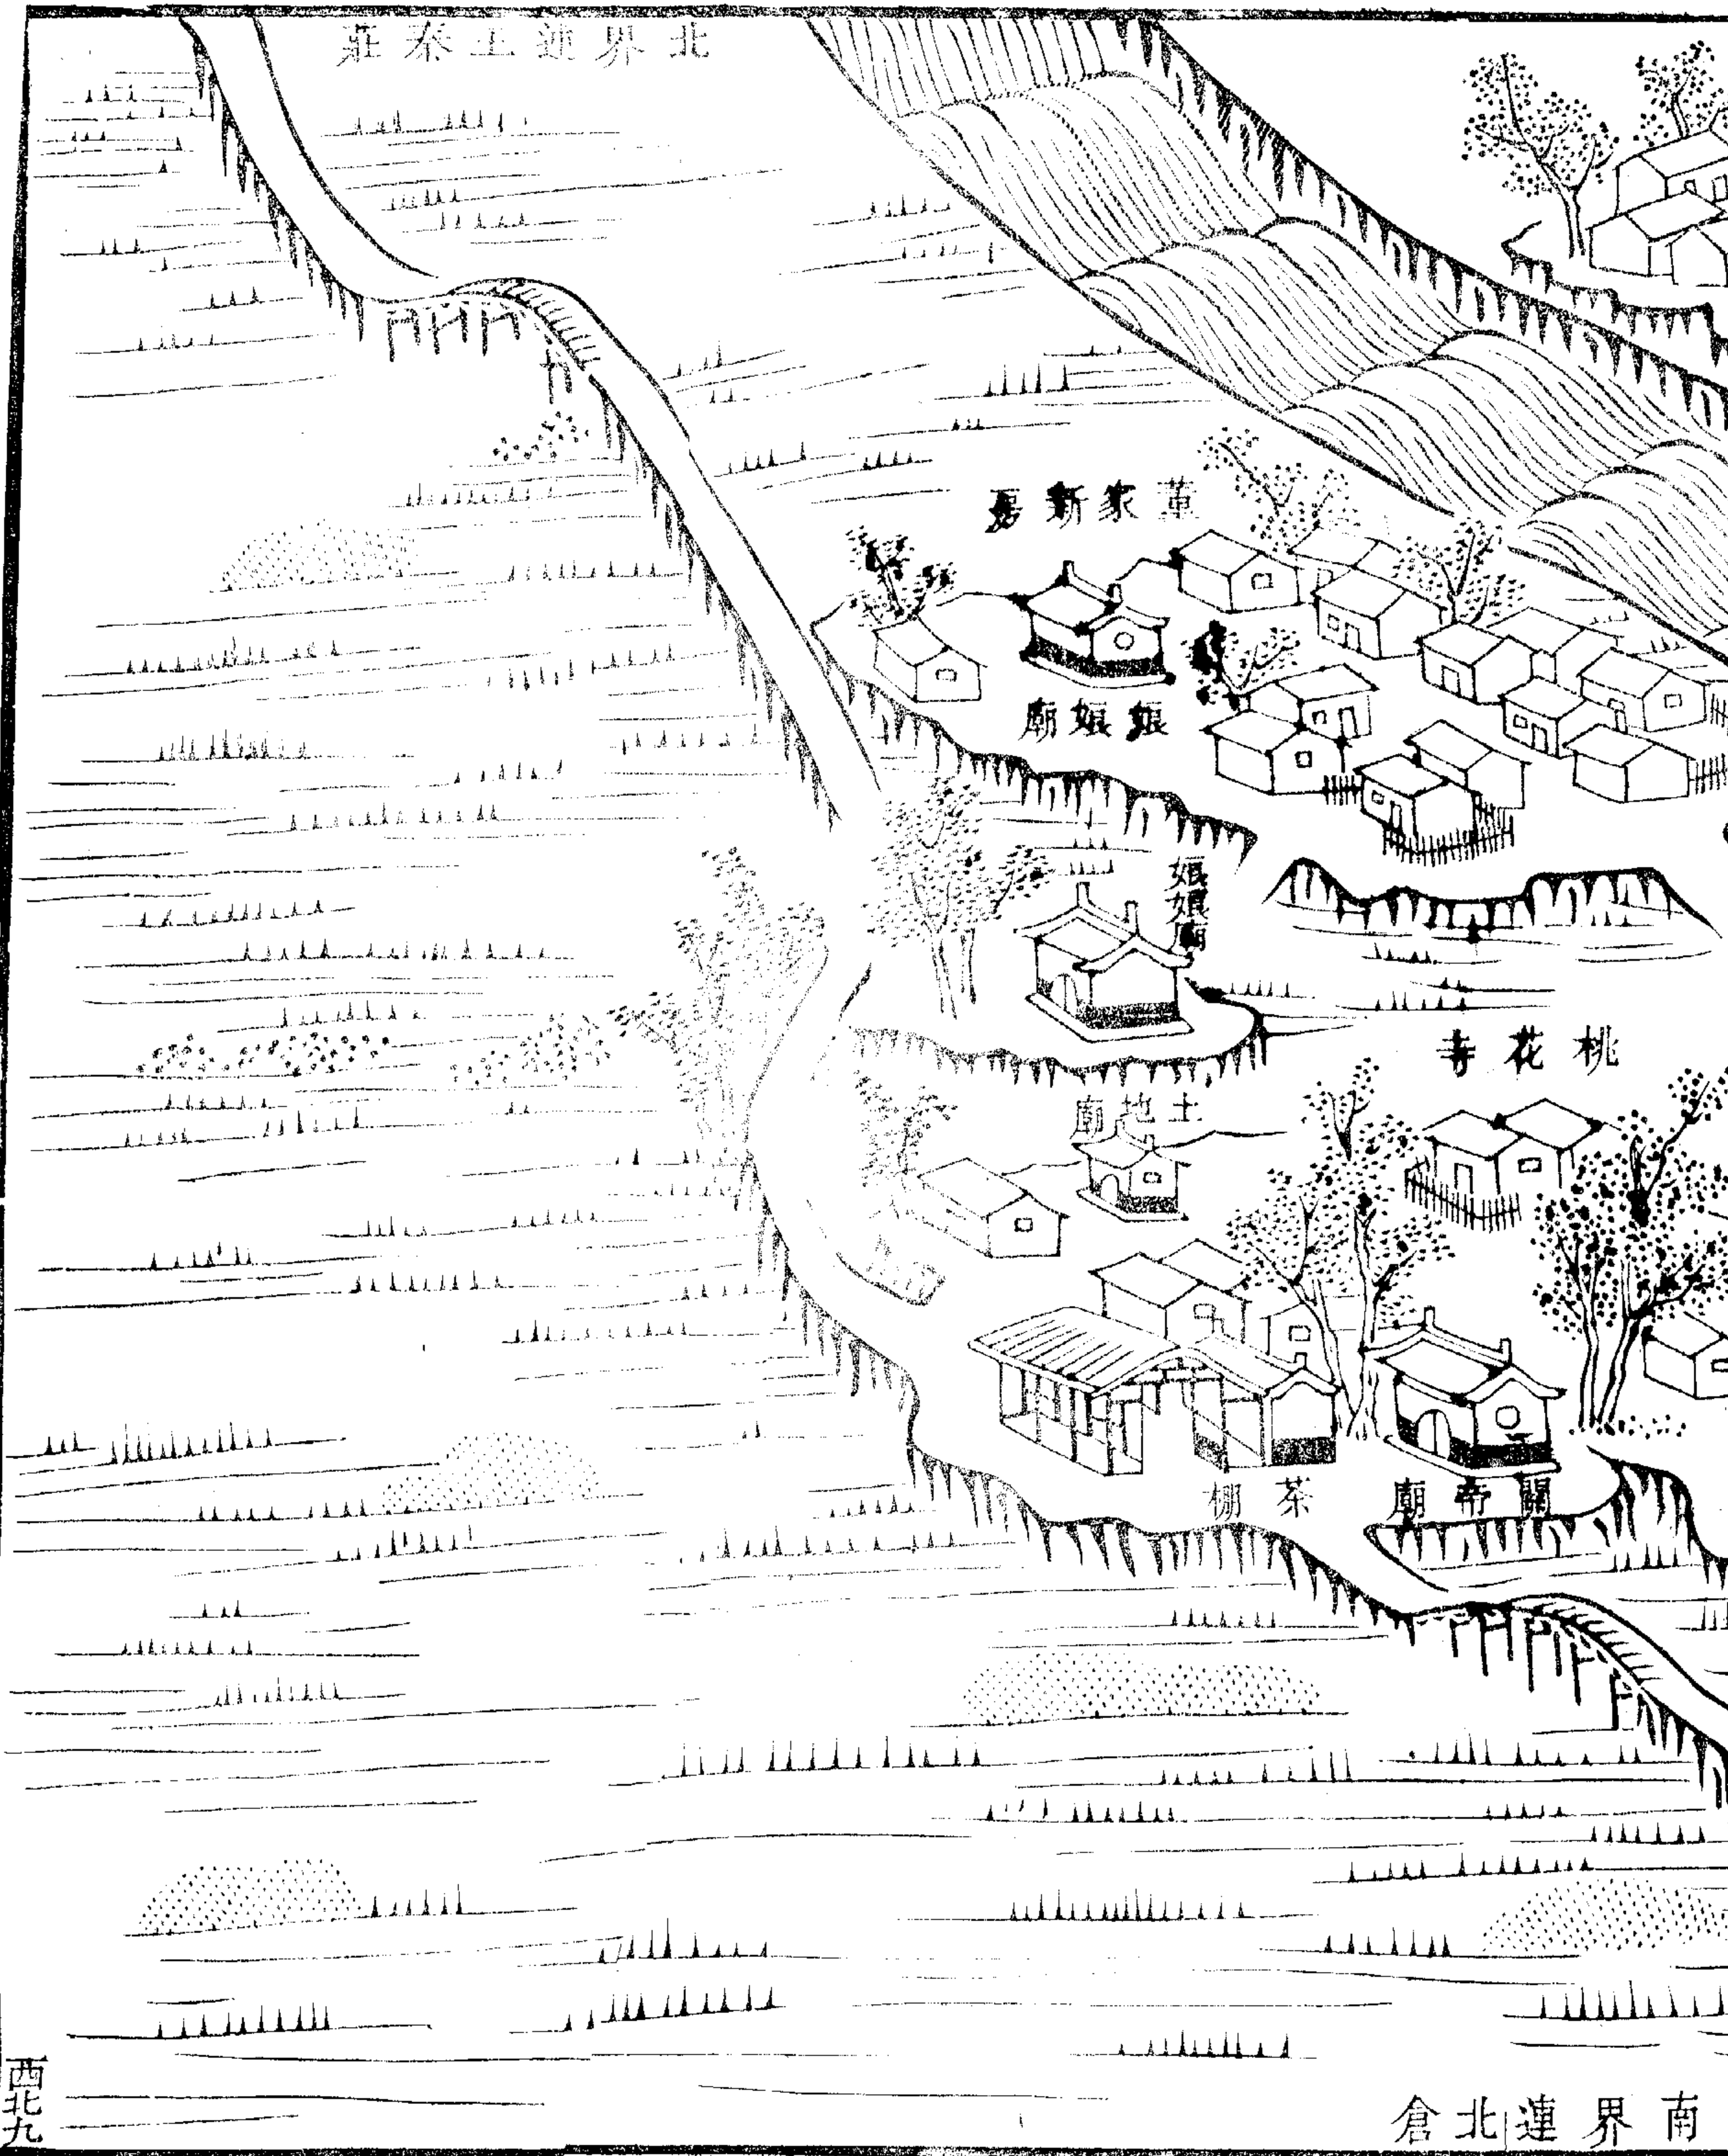 北界連王秦莊
董家新房
娘娘廟
娘娘廟
桃花寺
土地廟
關帝廟
茶棚
南界連北倉
西北九